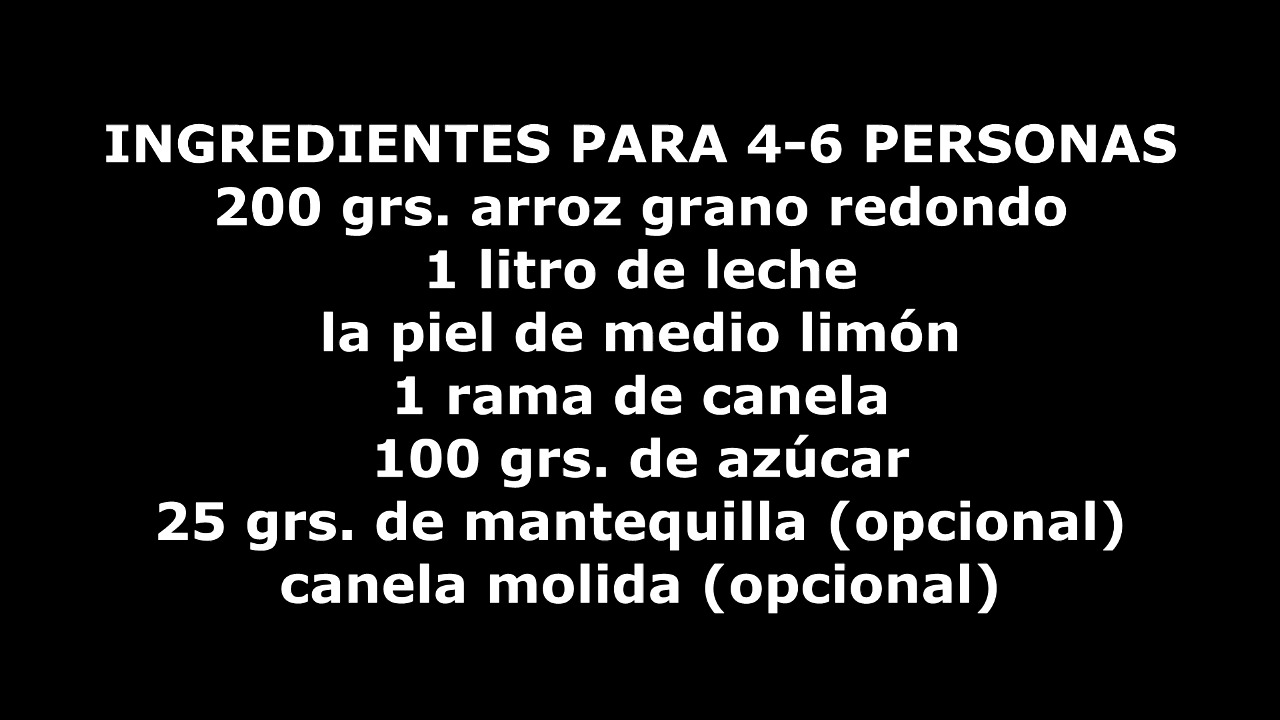 INGREDIENTES PARA 4-6 PERSONAS
200 grs. arroz grano redondo
1 litro de leche
la piel de medio limón
1 rama de canela
100 grs. de azúcar
25 grs. de mantequilla (opcional)
canela molida (opcional)